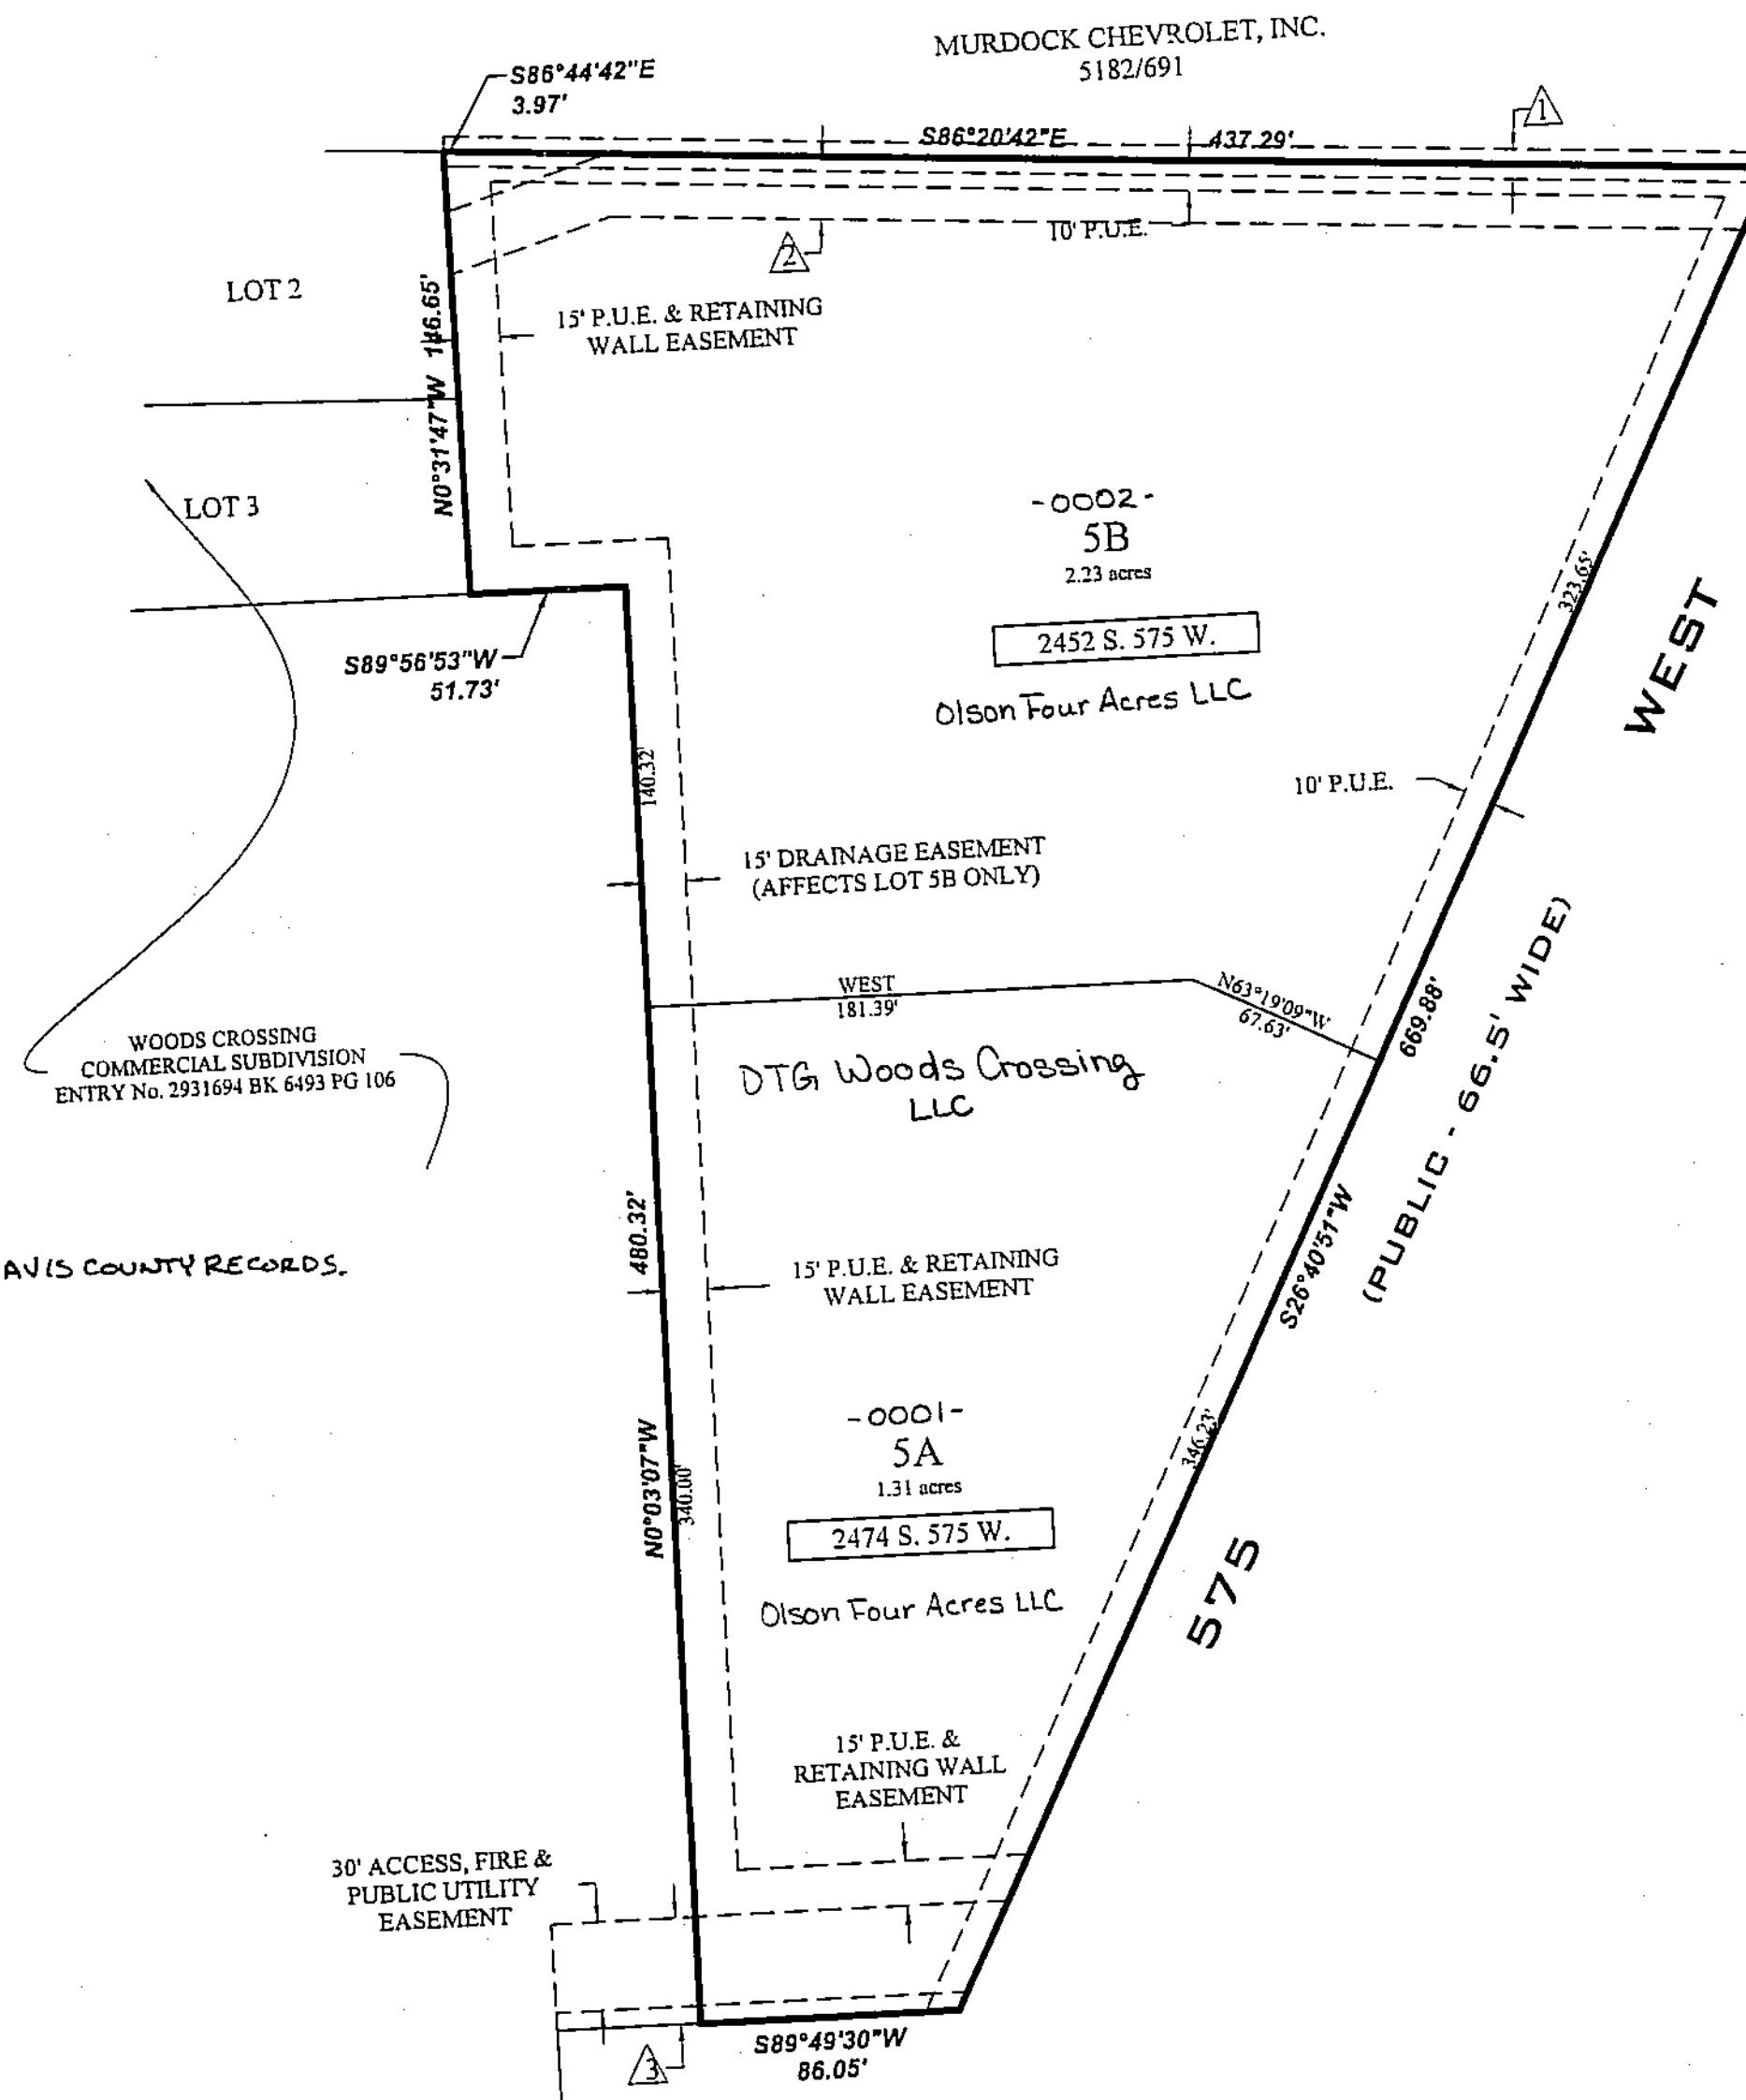 MURDOCK CHEVROLET, INC.
5182/691
S86°44'42"E
3.97'
S86°20'42"E
437.29'
1
10' P.U.E.
2
LOT 2
15' P.U.E. & RETAINING
WALL EASEMENT
N0°31'47"W 146.65'
LOT 3
-0002-
5B
2.23 acres
2452 S. 575 W.
Olson Four Acres LLC
323.65'
WEST
S89°56'53"W
51.73'
140.32'
10' P.U.E.
15' DRAINAGE EASEMENT
(AFFECTS LOT 5B ONLY)
WEST
181.39'
N63°19'09"W
67.63'
669.88'
(PUBLIC - 66.5' WIDE)
WOODS CROSSING
COMMERCIAL SUBDIVISION
ENTRY No. 2931694 BK 6493 PG 106
DTG Woods Crossing
LLC
480.32'
S26°40'51"W
AVIS COUNTY RECORDS.
15' P.U.E. & RETAINING
WALL EASEMENT
-0001-
5A
1.31 acres
2474 S. 575 W.
Olson Four Acres LLC
N0°03'07"W
340.00'
346.23'
575
15' P.U.E. &
RETAINING WALL
EASEMENT
30' ACCESS, FIRE &
PUBLIC UTILITY
EASEMENT
3
S89°49'30"W
86.05'